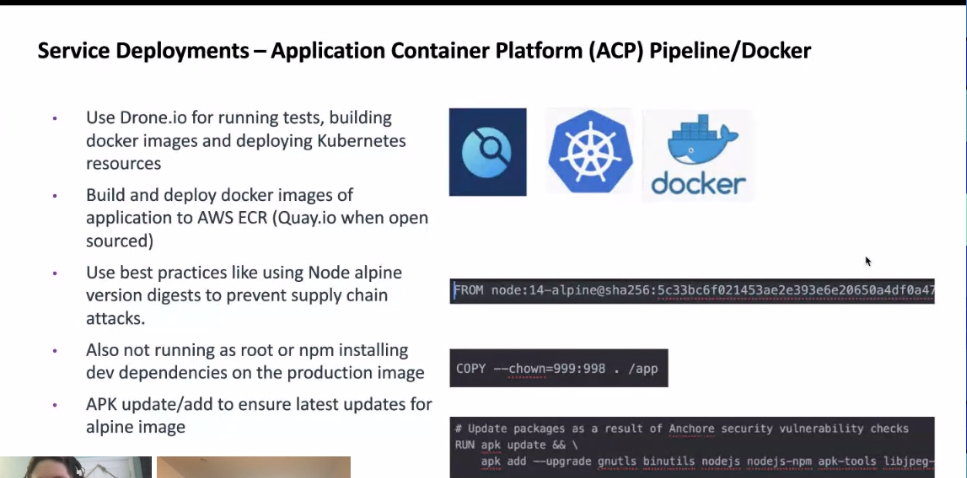 Service Deployments – Application Container Platform (ACP) Pipeline/Docker
• Use Drone.io for running tests, building
docker images and deploying Kubernetes
resources
• Build and deploy docker images of
application to AWS ECR (Quay.io when open
sourced)
• Use best practices like using Node alpine
version digests to prevent supply chain
attacks.
• Also not running as root or npm installing
dev dependencies on the production image
• APK update/add to ensure latest updates for
alpine image
docker
FROM node:14-alpine@sha256:5c33bc6f021453ae2e393e6e20650a4df0a47
COPY --chown=999:998 . /app
# Update packages as a result of Anchore security vulnerability checks
RUN apk update && \
apk add --upgrade gnutls binutils nodejs nodejs-npm apk-tools libjpeg-